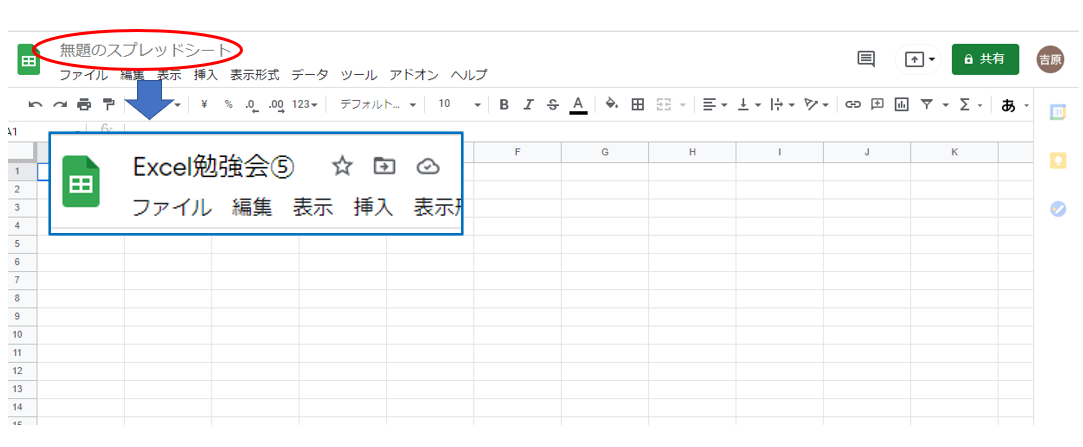 無題のスプレッドシート
ファイル 編集 表示 挿入 表示形式 データ ツール アドオン ヘルプ
共有
吉原
¥ % .0 .00 123 デフォルト... 10 B I S A Σ あ
31
A1 fx
Excel勉強会⑤
ファイル 編集 表示 挿入
F G H I J K
1
2
3
4
5
6
7
8
9
10
11
12
13
14